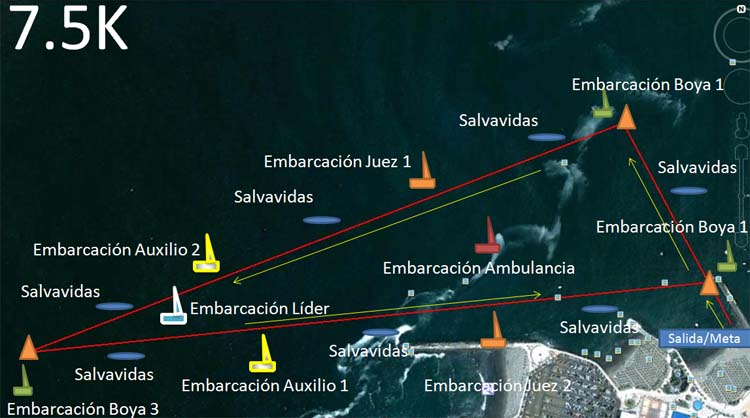 7.5K
N
Embarcación Boya 1
Salvavidas
Embarcación Juez 1
Salvavidas
Salvavidas
Embarcación Boya 1
Embarcación Auxilio 2
Embarcación Ambulancia
Salvavidas
Embarcación Líder
Salvavidas
Salida/Meta
Salvavidas
Salvavidas
Embarcación Auxilio 1
Embarcación Juez 2
Embarcación Boya 3